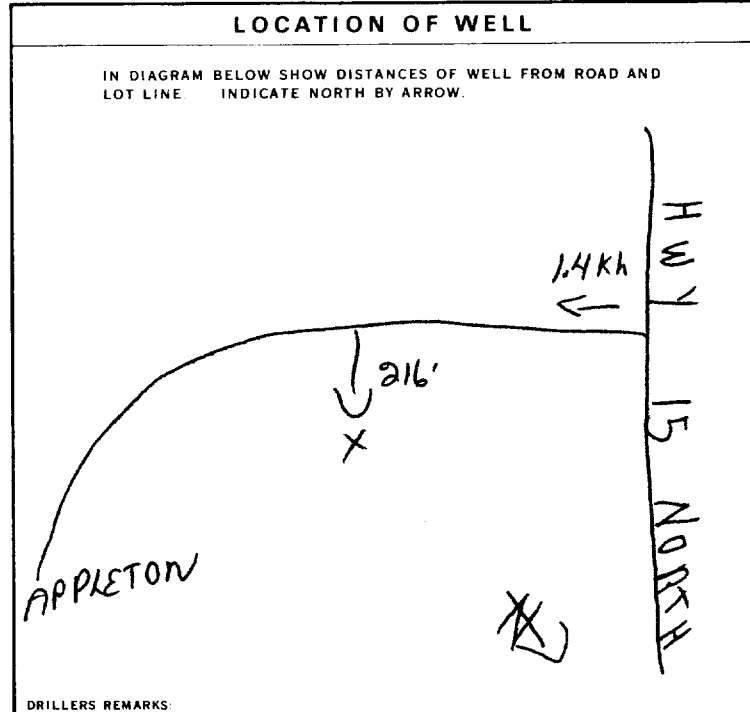 LOCATION OF WELL
IN DIAGRAM BELOW SHOW DISTANCES OF WELL FROM ROAD AND
LOT LINE. INDICATE NORTH BY ARROW.
HWY 15 NORTH
1.4 Kh
216'
X
APPLETON
DRILLERS REMARKS: